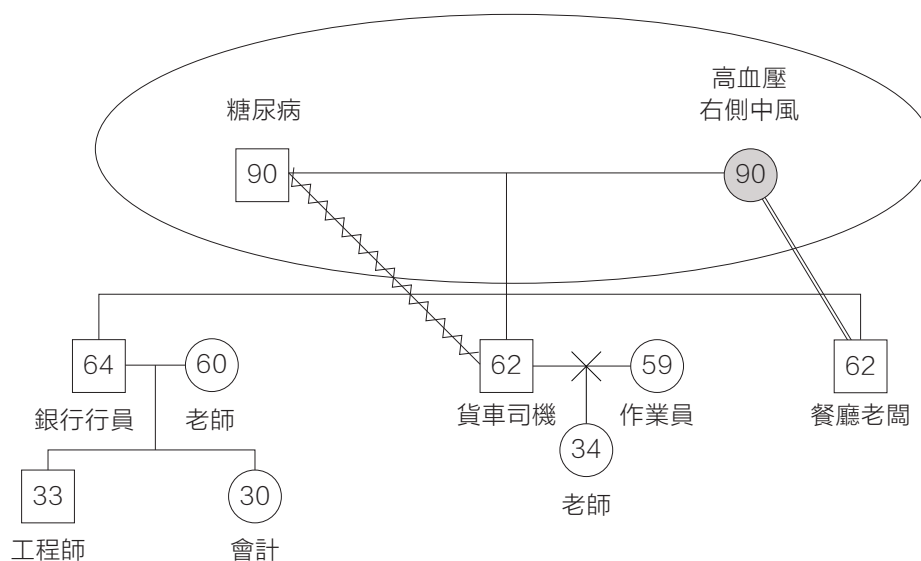 高血壓
右側中風
糖尿病
90
90
64
60
62
59
62
銀行行員
老師
貨車司機
作業員
餐廳老闆
34
老師
33
30
工程師
會計